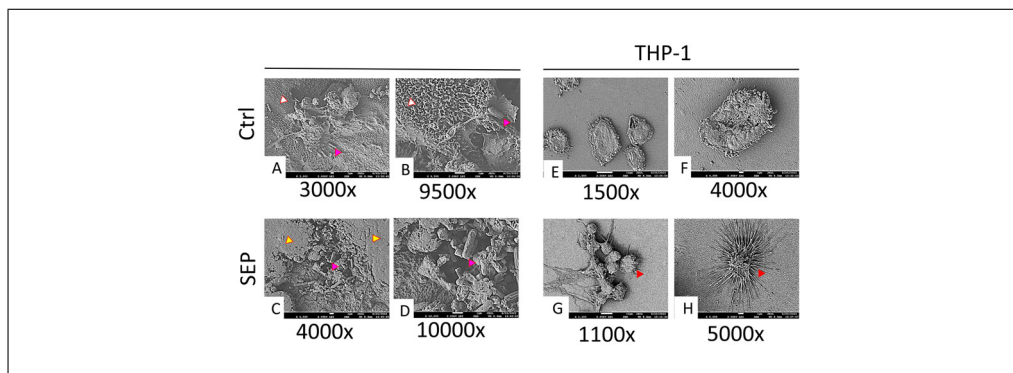 THP-1
Ctrl
A
B
E
F
3000x
9500x
1500x
4000x
SEP
C
D
G
H
4000x
10000x
1100x
5000x